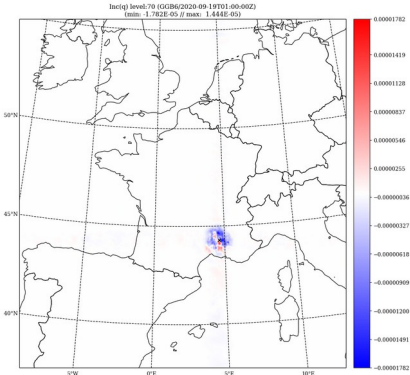 Inc(q) level:70 (GGB6/2020-09-19T01:00:00Z)
(min: -1.782E-05 // max: 1.444E-05)
0.00001782
0.00001419
0.00001128
0.00000837
0.00000546
0.00000255
−0.00000036
−0.00000327
−0.00000618
−0.00000909
−0.00001200
−0.00001491
−0.00001782
50°N
45°N
40°N
5°W
0°E
5°E
10°E